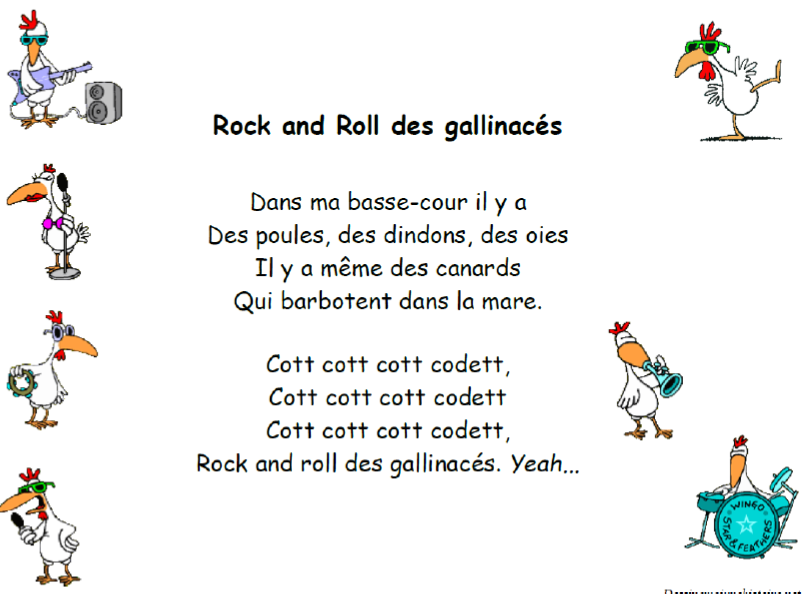 Rock and Roll des gallinacés
Dans ma basse-cour il y a
Des poules, des dindons, des oies
Il y a même des canards
Qui barbotent dans la mare.
Cott cott cott codett,
Cott cott cott codett
Cott cott cott codett,
Rock and roll des gallinacés. Yeah...
WINGO
STAR & FEATHERS